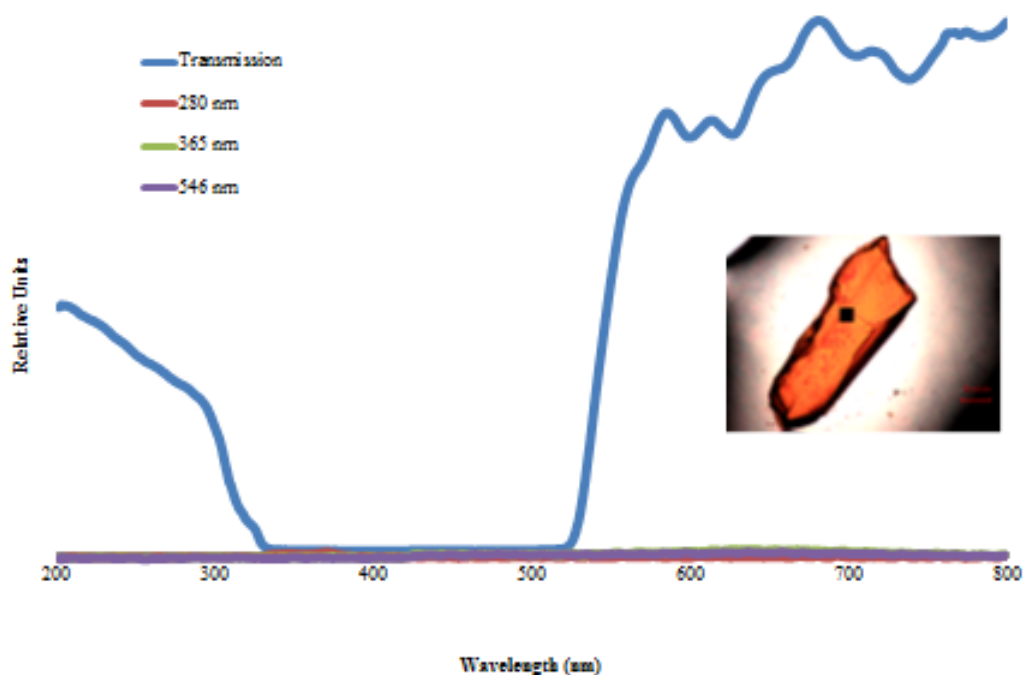 Transmission
280 nm
365 nm
546 nm
Relative Units
200 300 400 500 600 700 800
Wavelength (nm)